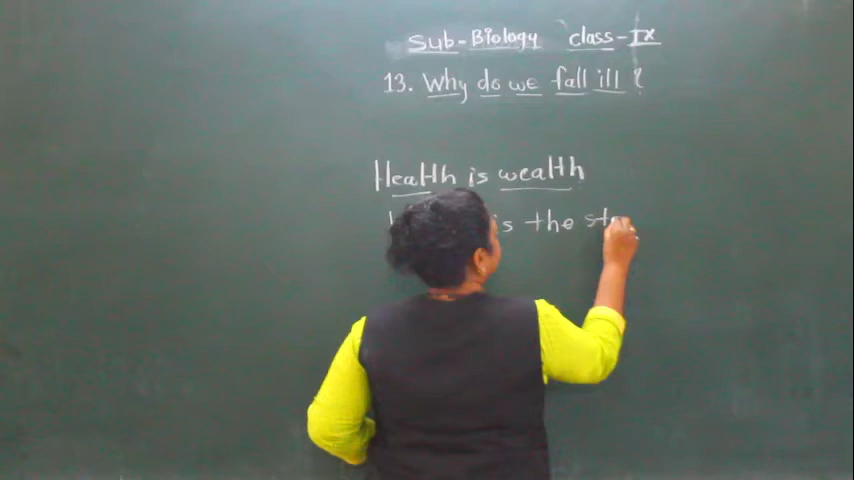 Sub-Biology class-IX
13. Why do we fall ill ?
Health is wealth
is the